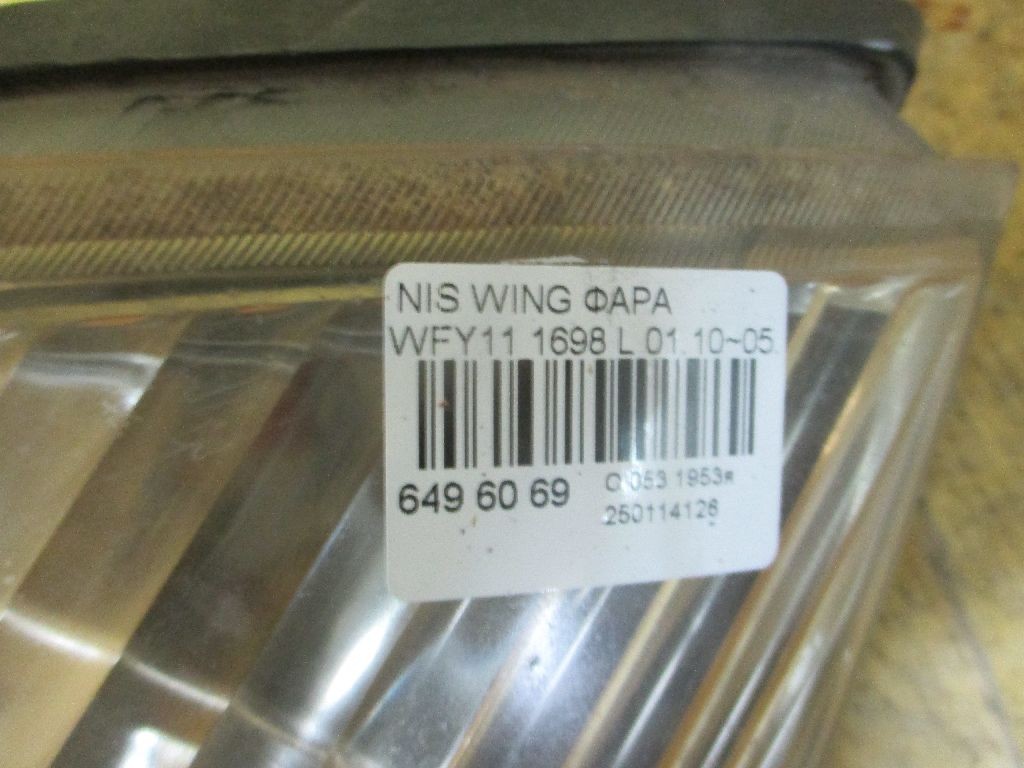 NIS WING ФАРА
WFY11 1698 L 01.10~05.
649 60 69
О 053 1953я
250114126